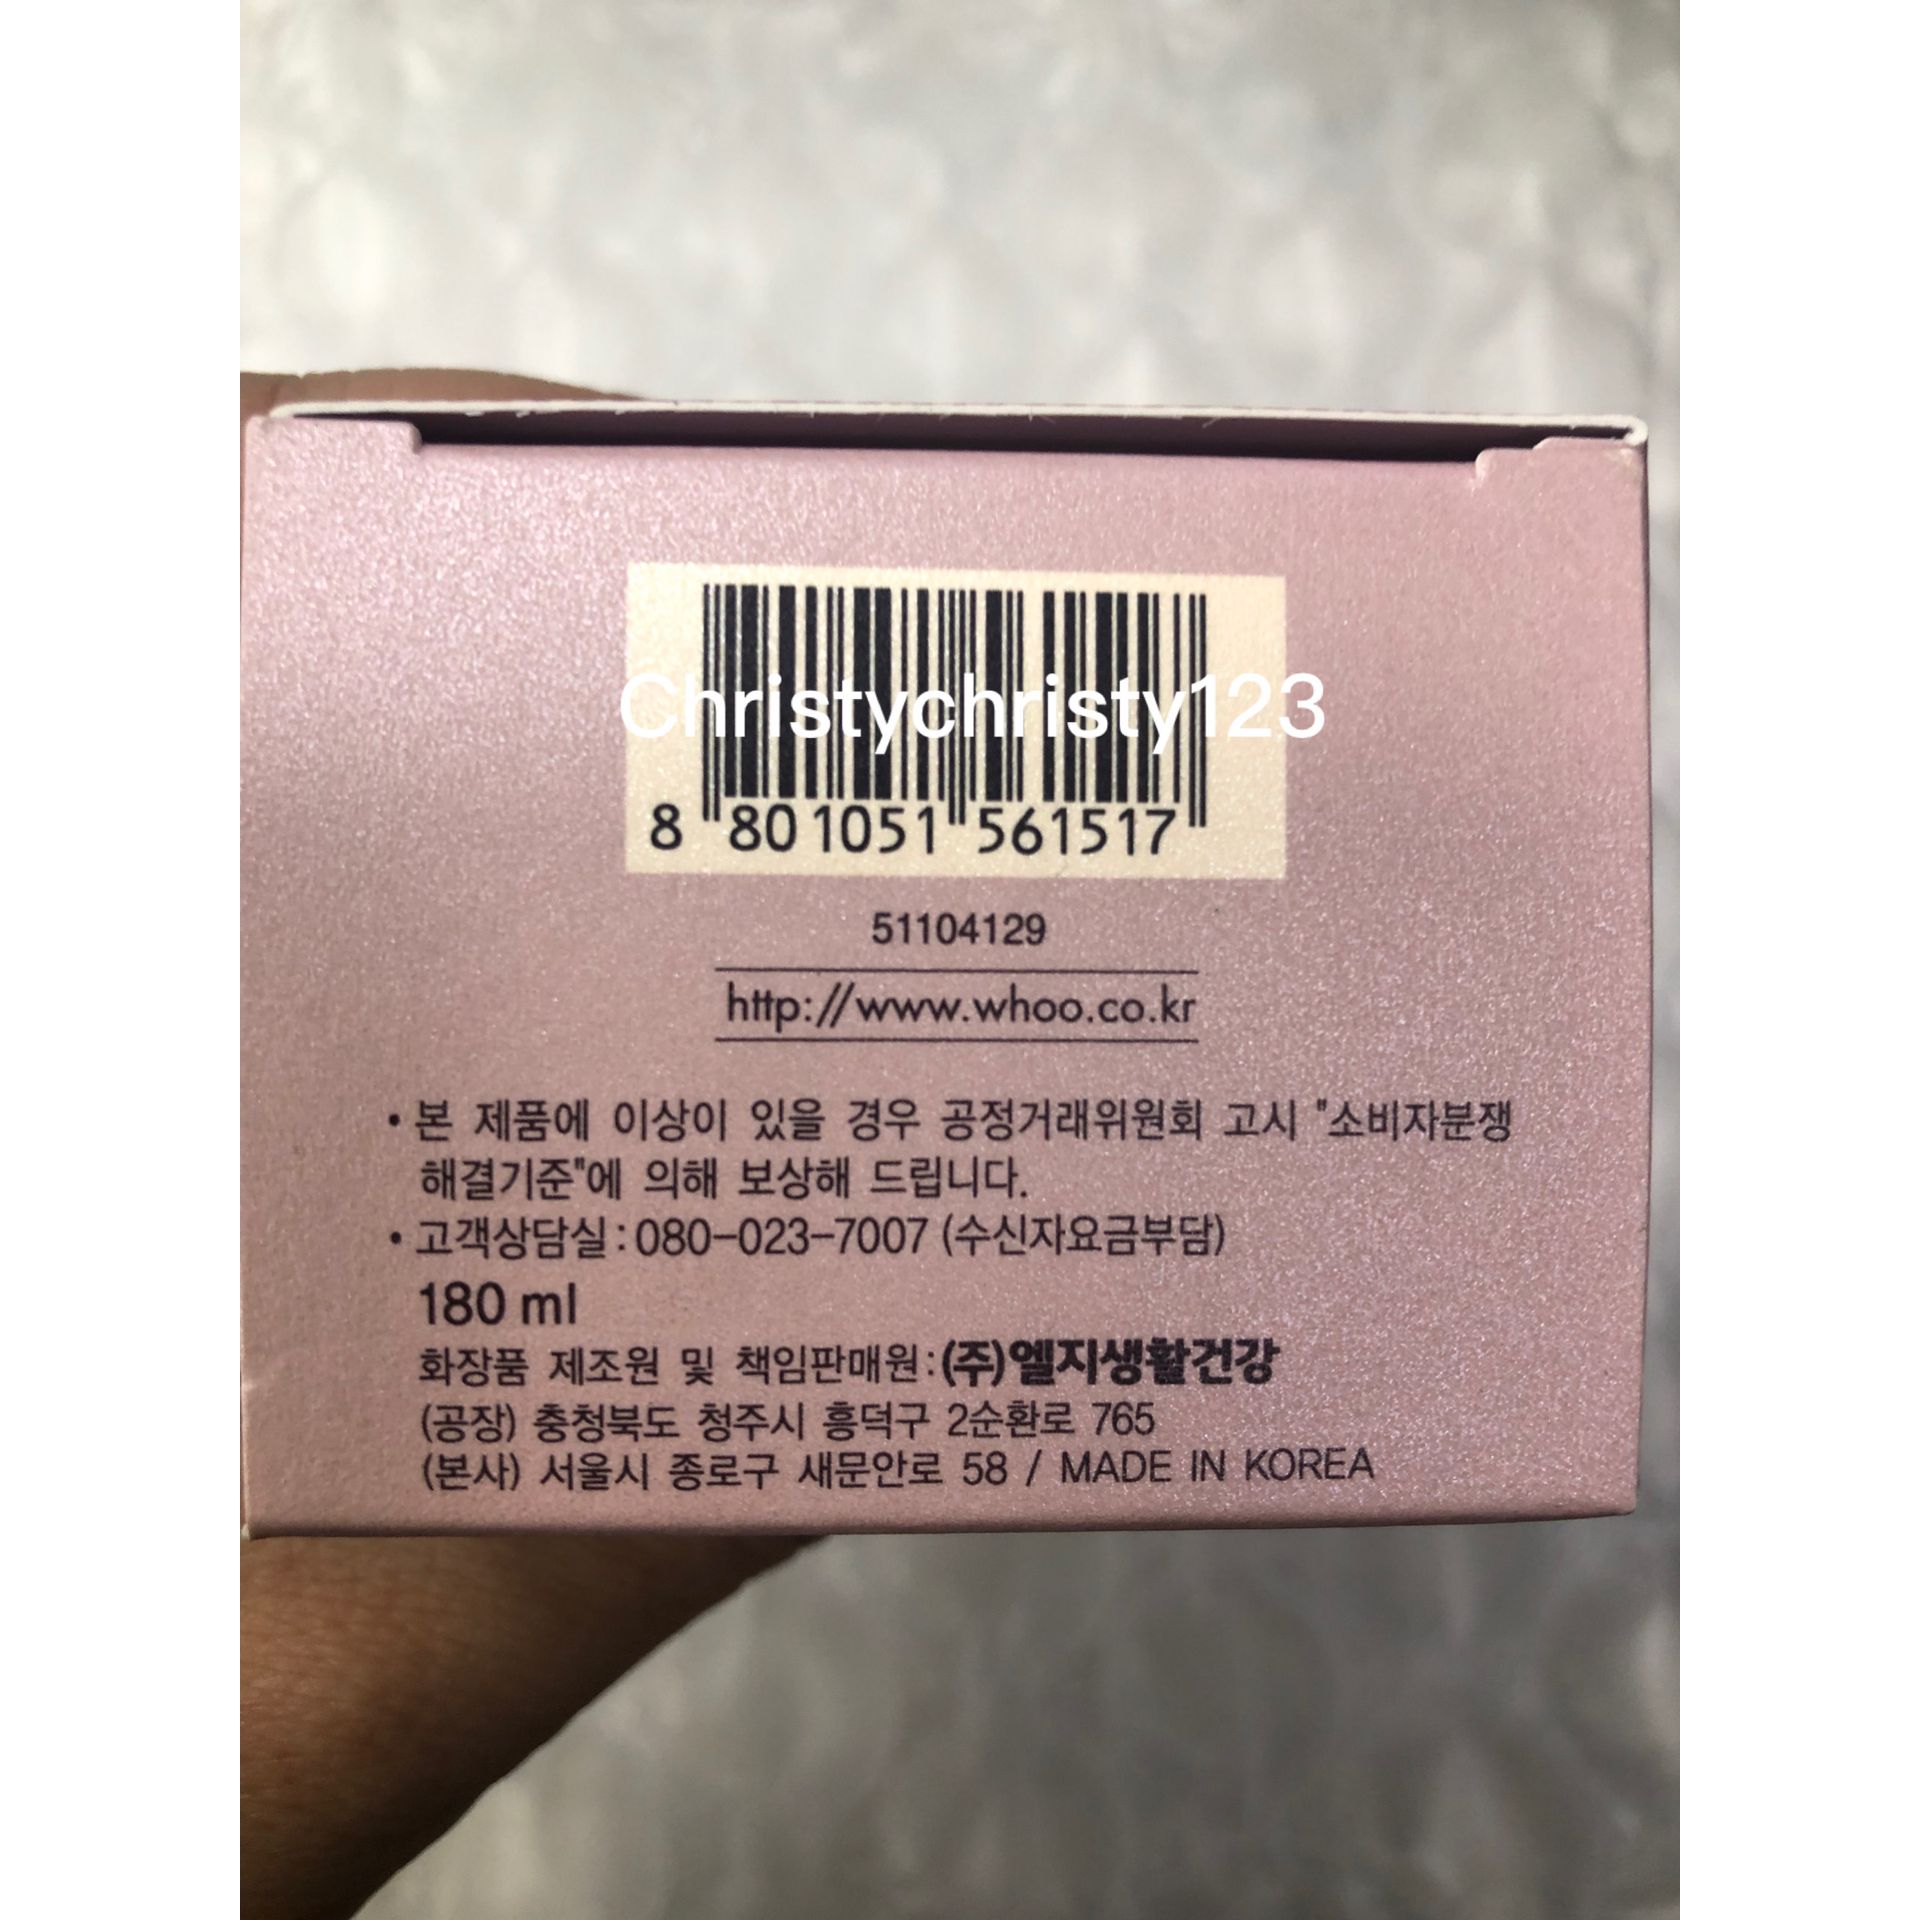 Christychristy123
8 801051 561517
51104129
http://www.whoo.co.kr
• 본 제품에 이상이 있을 경우 공정거래위원회 고시 "소비자분쟁
해결기준"에 의해 보상해 드립니다.
• 고객상담실 : 080-023-7007 (수신자요금부담)
180 ml
화장품 제조원 및 책임판매원 : (주)엘지생활건강
(공장) 충청북도 청주시 흥덕구 2순환로 765
(본사) 서울시 종로구 새문안로 58 / MADE IN KOREA